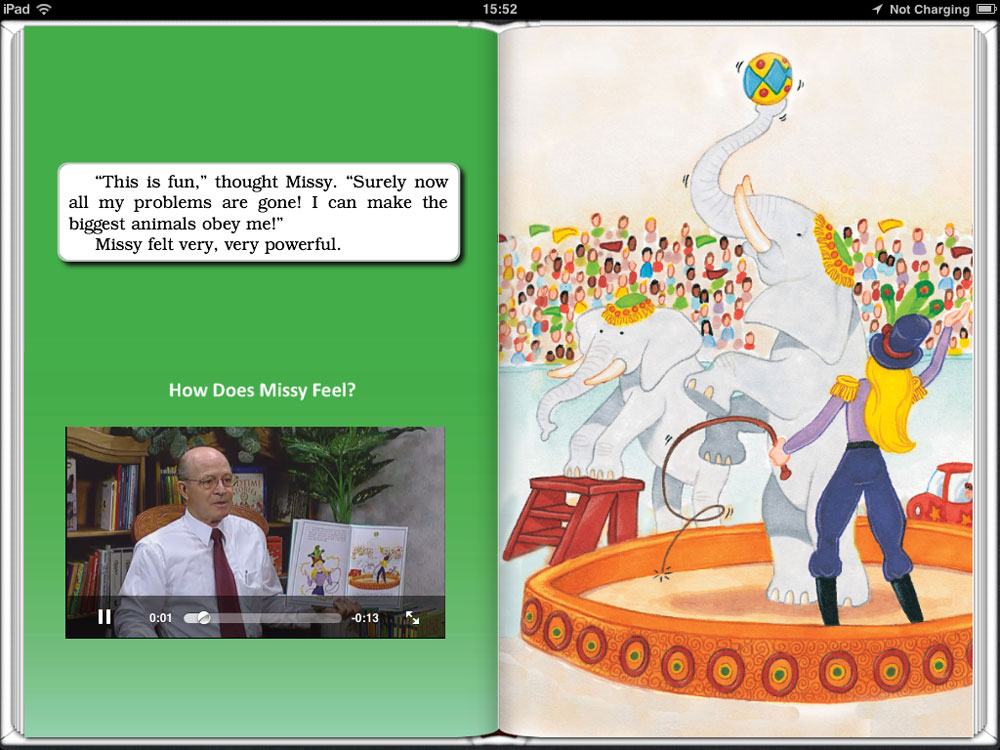 iPad 15:52 Not Charging
“This is fun,” thought Missy. “Surely now
all my problems are gone! I can make the
biggest animals obey me!”
Missy felt very, very powerful.
How Does Missy Feel?
0:01 -0:13